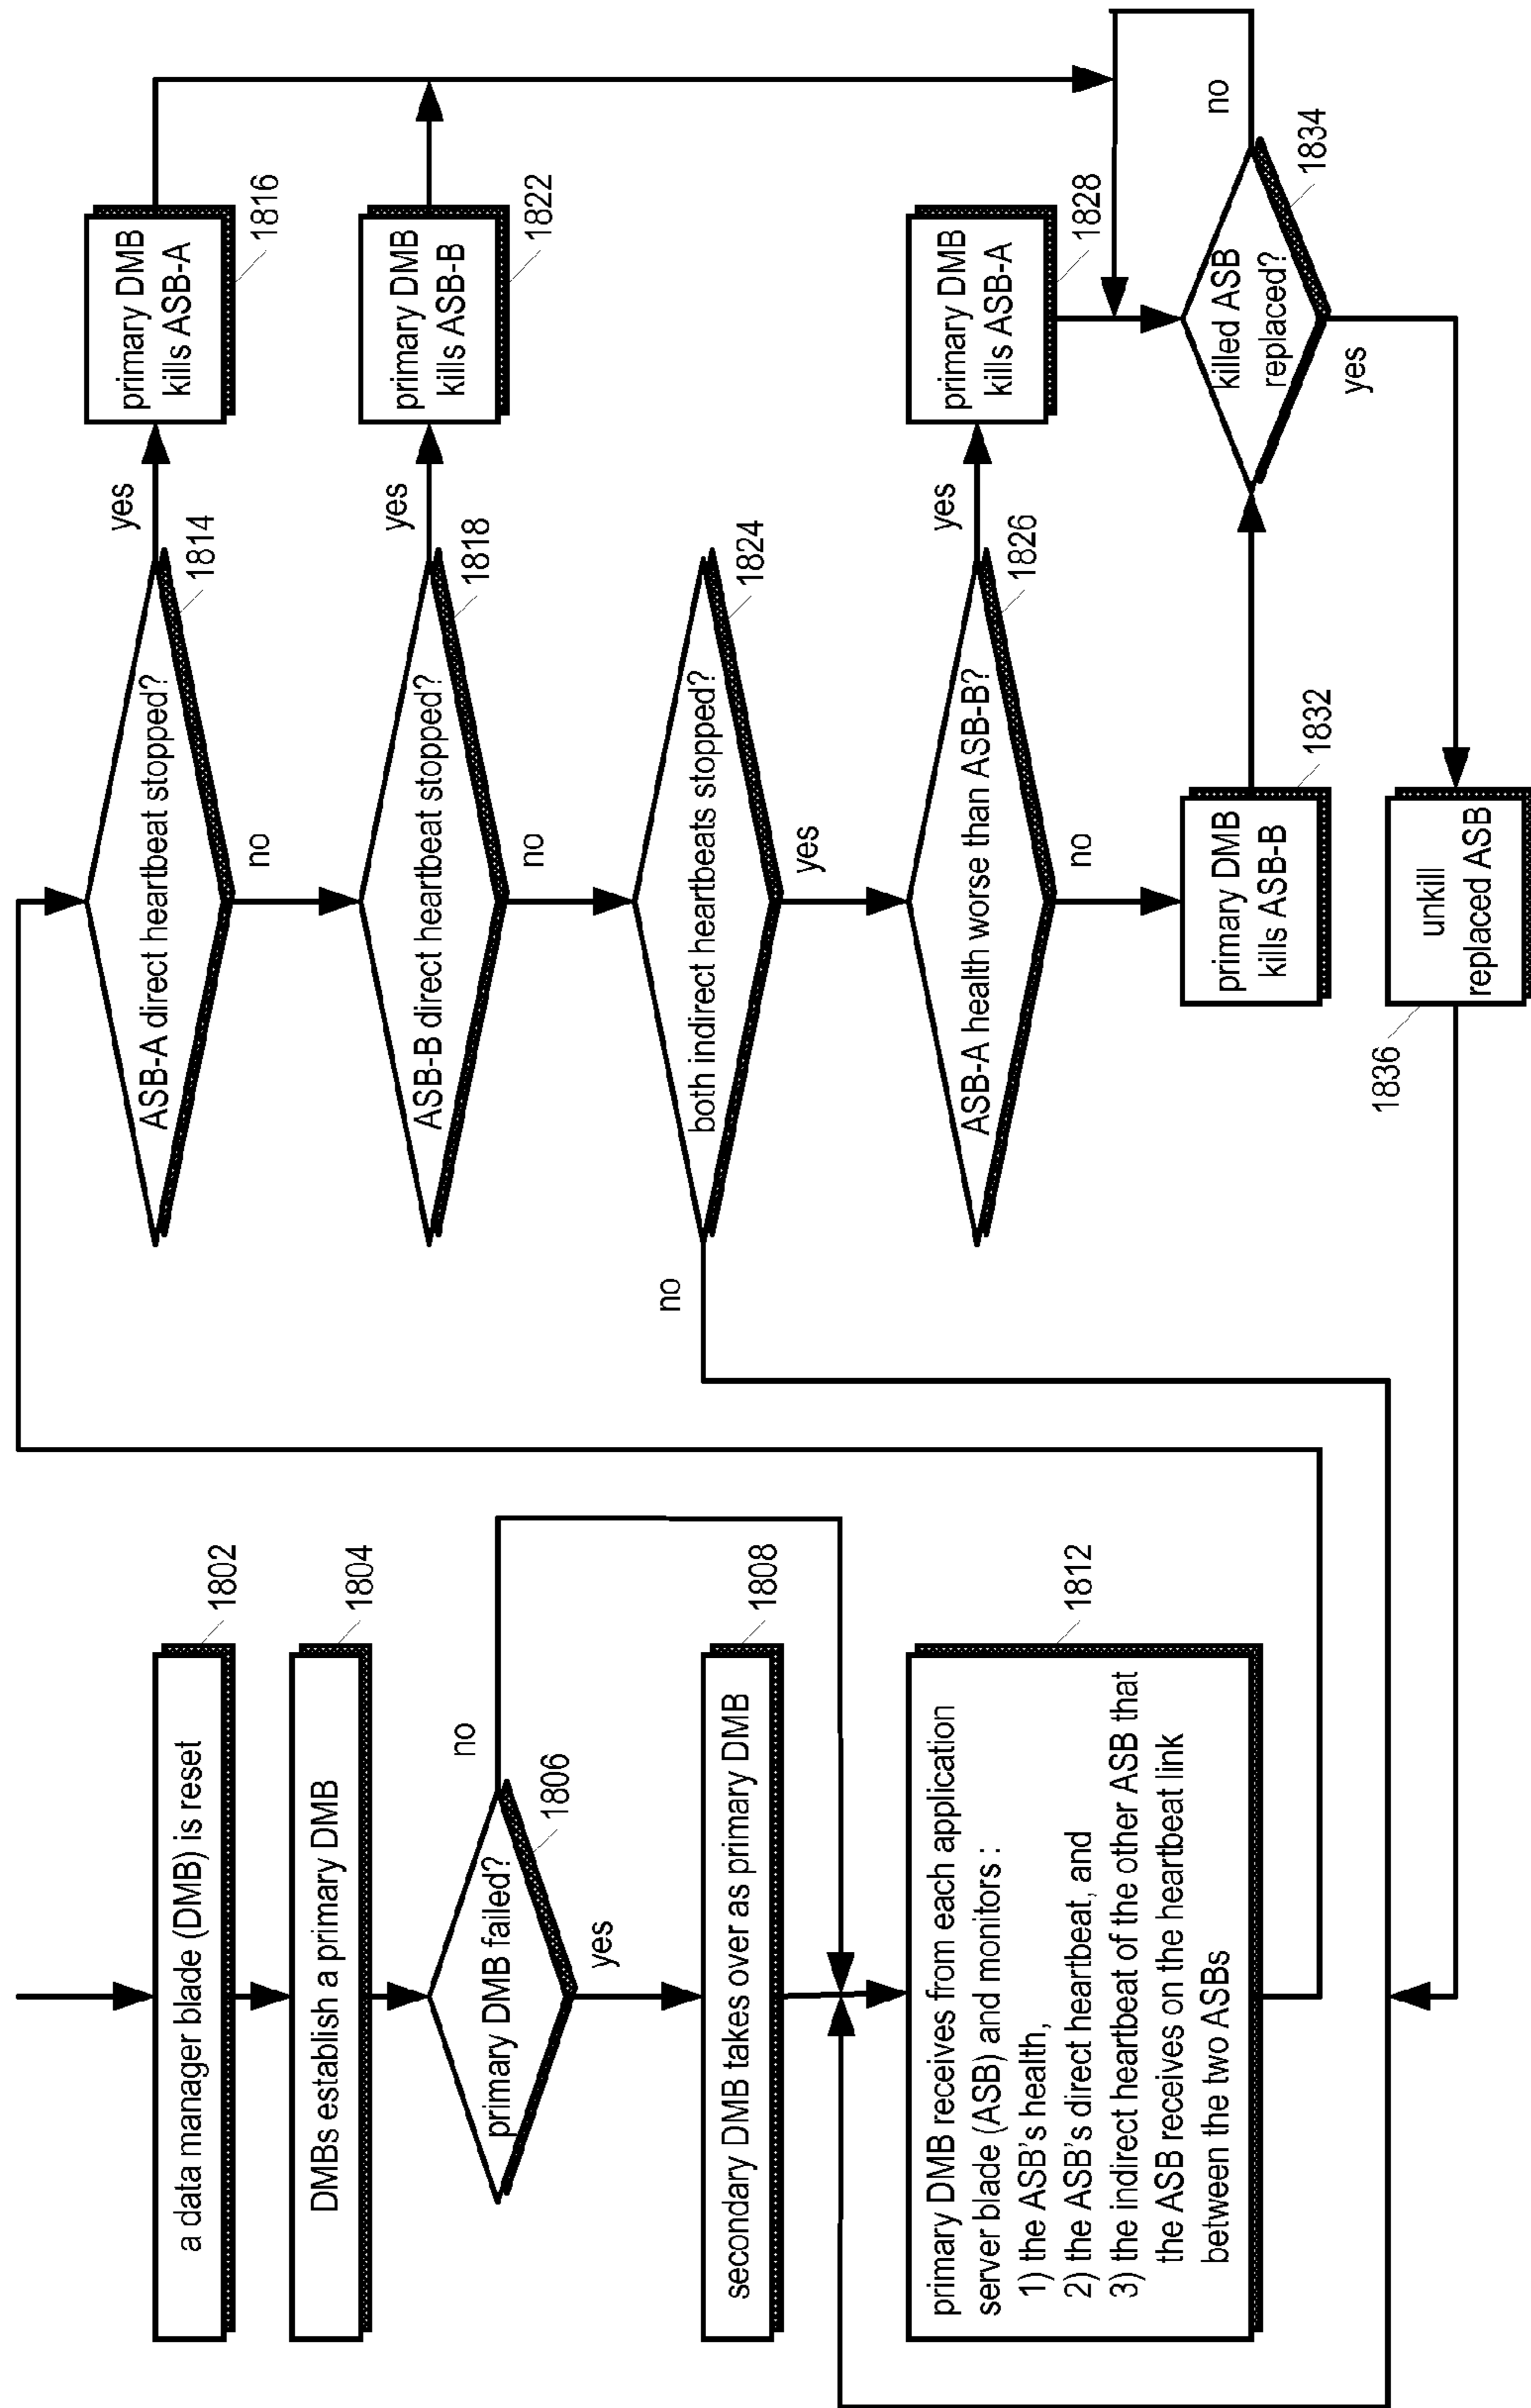 a data manager blade (DMB) is reset
1802
DMBs establish a primary DMB
1804
primary DMB failed?
1806
no
yes
secondary DMB takes over as primary DMB
1808
primary DMB receives from each application
server blade (ASB) and monitors :
1) the ASB's health,
2) the ASB's direct heartbeat, and
3) the indirect heartbeat of the other ASB that
the ASB receives on the heartbeat link
between the two ASBs
1812
ASB-A direct heartbeat stopped?
1814
yes
no
primary DMB
kills ASB-A
1816
ASB-B direct heartbeat stopped?
1818
yes
no
primary DMB
kills ASB-B
1822
both indirect heartbeats stopped?
1824
no
yes
ASB-A health worse than ASB-B?
1826
yes
no
primary DMB
kills ASB-A
1828
primary DMB
kills ASB-B
1832
killed ASB
replaced?
1834
no
yes
unkill
replaced ASB
1836